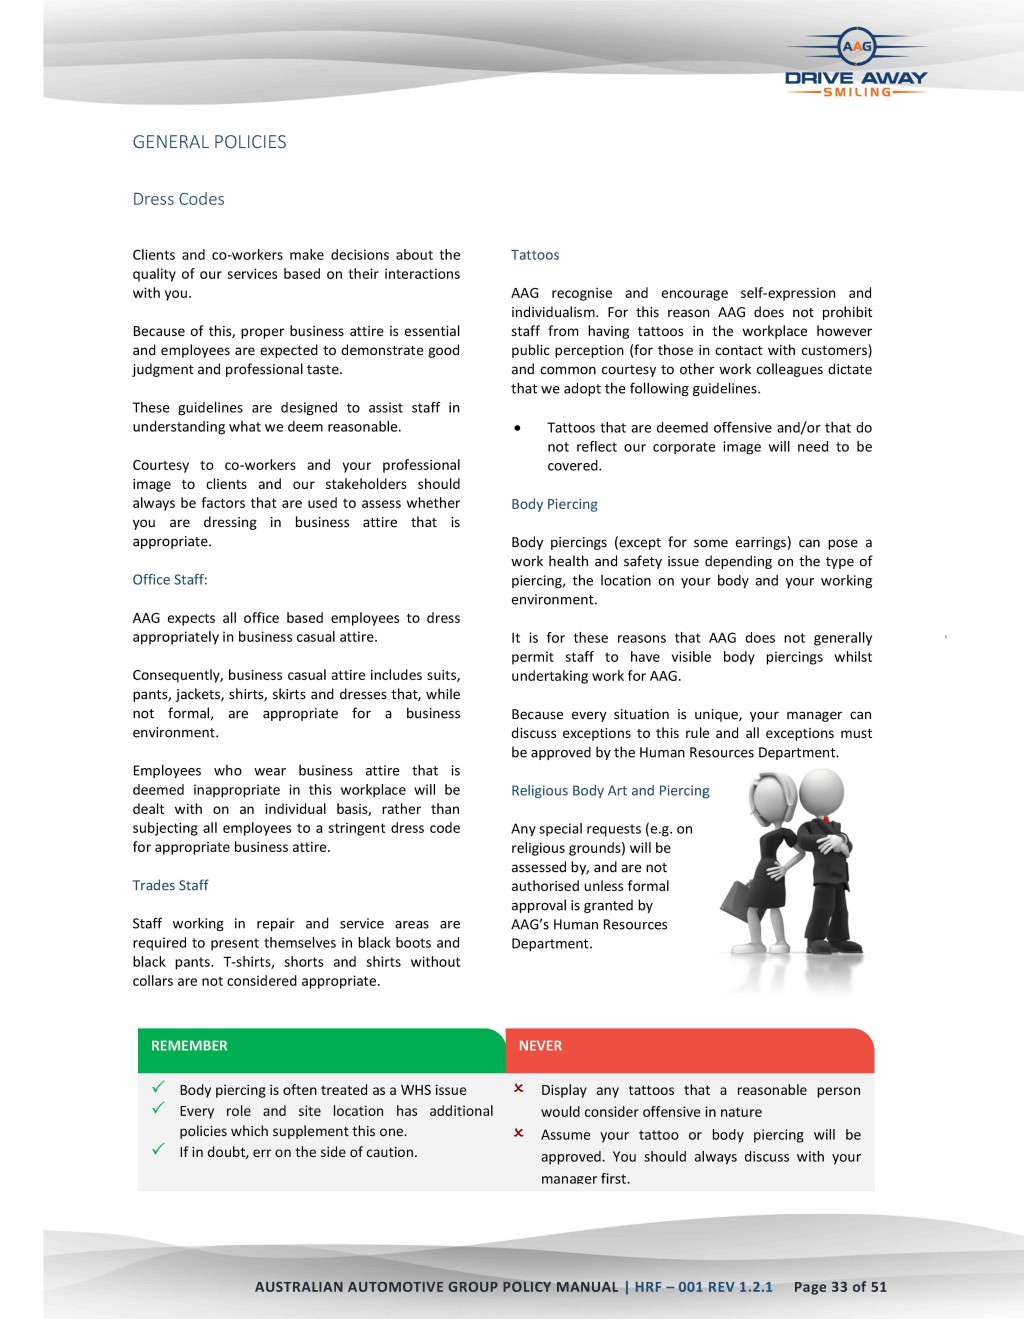 AAG
DRIVE AWAY
SMILING
GENERAL POLICIES
Dress Codes
Clients and co-workers make decisions about the
quality of our services based on their interactions
with you.
Because of this, proper business attire is essential
and employees are expected to demonstrate good
judgment and professional taste.
These guidelines are designed to assist staff in
understanding what we deem reasonable.
Courtesy to co-workers and your professional
image to clients and our stakeholders should
always be factors that are used to assess whether
you are dressing in business attire that is
appropriate.
Office Staff:
AAG expects all office based employees to dress
appropriately in business casual attire.
Consequently, business casual attire includes suits,
pants, jackets, shirts, skirts and dresses that, while
not formal, are appropriate for a business
environment.
Employees who wear business attire that is
deemed inappropriate in this workplace will be
dealt with on an individual basis, rather than
subjecting all employees to a stringent dress code
for appropriate business attire.
Trades Staff
Staff working in repair and service areas are
required to present themselves in black boots and
black pants. T-shirts, shorts and shirts without
collars are not considered appropriate.
Tattoos
AAG recognise and encourage self-expression and
individualism. For this reason AAG does not prohibit
staff from having tattoos in the workplace however
public perception (for those in contact with customers)
and common courtesy to other work colleagues dictate
that we adopt the following guidelines.
• Tattoos that are deemed offensive and/or that do
not reflect our corporate image will need to be
covered.
Body Piercing
Body piercings (except for some earrings) can pose a
work health and safety issue depending on the type of
piercing, the location on your body and your working
environment.
It is for these reasons that AAG does not generally
permit staff to have visible body piercings whilst
undertaking work for AAG.
Because every situation is unique, your manager can
discuss exceptions to this rule and all exceptions must
be approved by the Human Resources Department.
Religious Body Art and Piercing
Any special requests (e.g. on
religious grounds) will be
assessed by, and are not
authorised unless formal
approval is granted by
AAG's Human Resources
Department.
REMEMBER
✓ Body piercing is often treated as a WHS issue
✓ Every role and site location has additional
policies which supplement this one.
✓ If in doubt, err on the side of caution.
NEVER
× Display any tattoos that a reasonable person
would consider offensive in nature
× Assume your tattoo or body piercing will be
approved. You should always discuss with your
manager first.
AUSTRALIAN AUTOMOTIVE GROUP POLICY MANUAL | HRF – 001 REV 1.2.1 Page 33 of 51